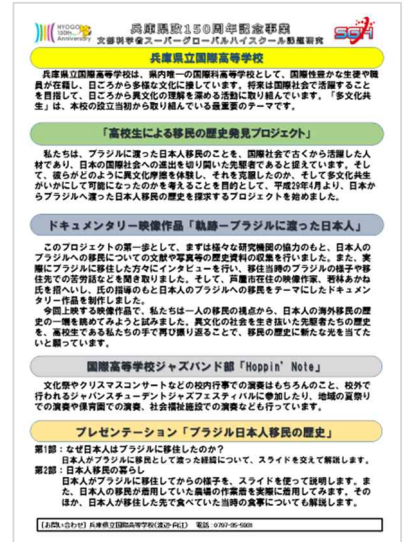 HYOGO
150th
Anniversary
兵庫県政150周年記念事業
文部科学省スーパーグローバルハイスクール課題研究
SGH
兵庫県立国際高等学校
兵庫県立国際高等学校は、県内唯一の国際科高等学校として、国際性豊かな生徒や職
員が在籍し、日ごろから多様な文化に接しています。将来は国際社会で活躍すること
を目指して、日ごろから異文化の理解を深める活動に取り組んでいます。「多文化共
生」は、本校の設立当初から取り組んでいる最重要のテーマです。
「高校生による移民の歴史発見プロジェクト」
私たちは、ブラジルに渡った日本人移民のことを、国際社会で古くから活躍した人
材であり、日本の国際社会への進出を切り開いた先駆者であると捉えています。そし
て、彼らがどのように異文化摩擦を体験し、それを克服したのか、そして多文化共生
がいかにして可能になったのかを考えることを目的として、平成29年4月より、日本か
らブラジルへ渡った日本人移民の歴史を探求するプロジェクトを始めました。
ドキュメンタリー映像作品「軌跡－ブラジルに渡った日本人」
このプロジェクトの第一歩として、まずは様々な研究機関の協力のもと、日本人の
ブラジルへの移民についての文献や写真等の歴史資料の収集を行いました。また、実
際にブラジルに移住した方々にインタビューを行い、移住当時のブラジルの様子や移
住先での苦労話などを聞き取りました。そして、芦屋市在住の映像作家、若林あかね
氏を招へいし、氏の指導のもと日本人のブラジルへの移民をテーマにしたドキュメン
タリー作品を制作しました。
今回上映する映像作品で、私たちは一人の移民の視点から、日本人の海外移民の歴
史の一端を眺めてみようと試みました。異文化の社会を生き抜いた先駆者たちの歴史
を、高校生である私たちの手で再び振り返ることで、移民の歴史に新たな光を当てた
いと願っています。
国際高等学校ジャズバンド部「Hoppin' Note」
文化祭やクリスマスコンサートなどの校内行事での演奏はもちろんのこと、校外で
行われるジャパンスチューデントジャズフェスティバルに参加したり、地域の夏祭り
での演奏や保育園での演奏、社会福祉施設での演奏なども行っています。
プレゼンテーション「ブラジル日本人移民の歴史」
第1部：なぜ日本人はブラジルに移住したのか？
日本人がブラジルに移民として渡った経緯について、スライドを交えて解説します。
第2部：日本人移民の暮らし
日本人がブラジルに移住してからの様子を、スライドを使って説明します。ま
た、日本人の移民が着用していた農場の作業着を実際に着用してみます。その
ほか、日本人が移住した先で食べていた当時の食事についても解説します。
【お問い合わせ】兵庫県立国際高等学校 電話